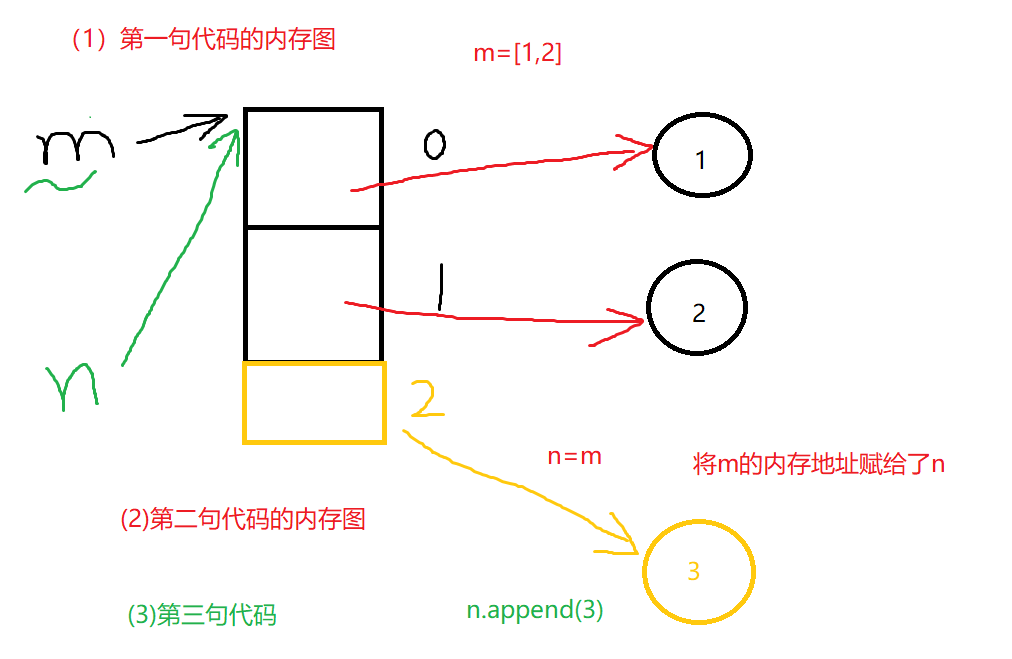 (1）第一句代码的内存图
m=[1,2]
m
0
1
1
2
n
2
n=m
将m的内存地址赋给了n
(2)第二句代码的内存图
3
(3)第三句代码
n.append(3)